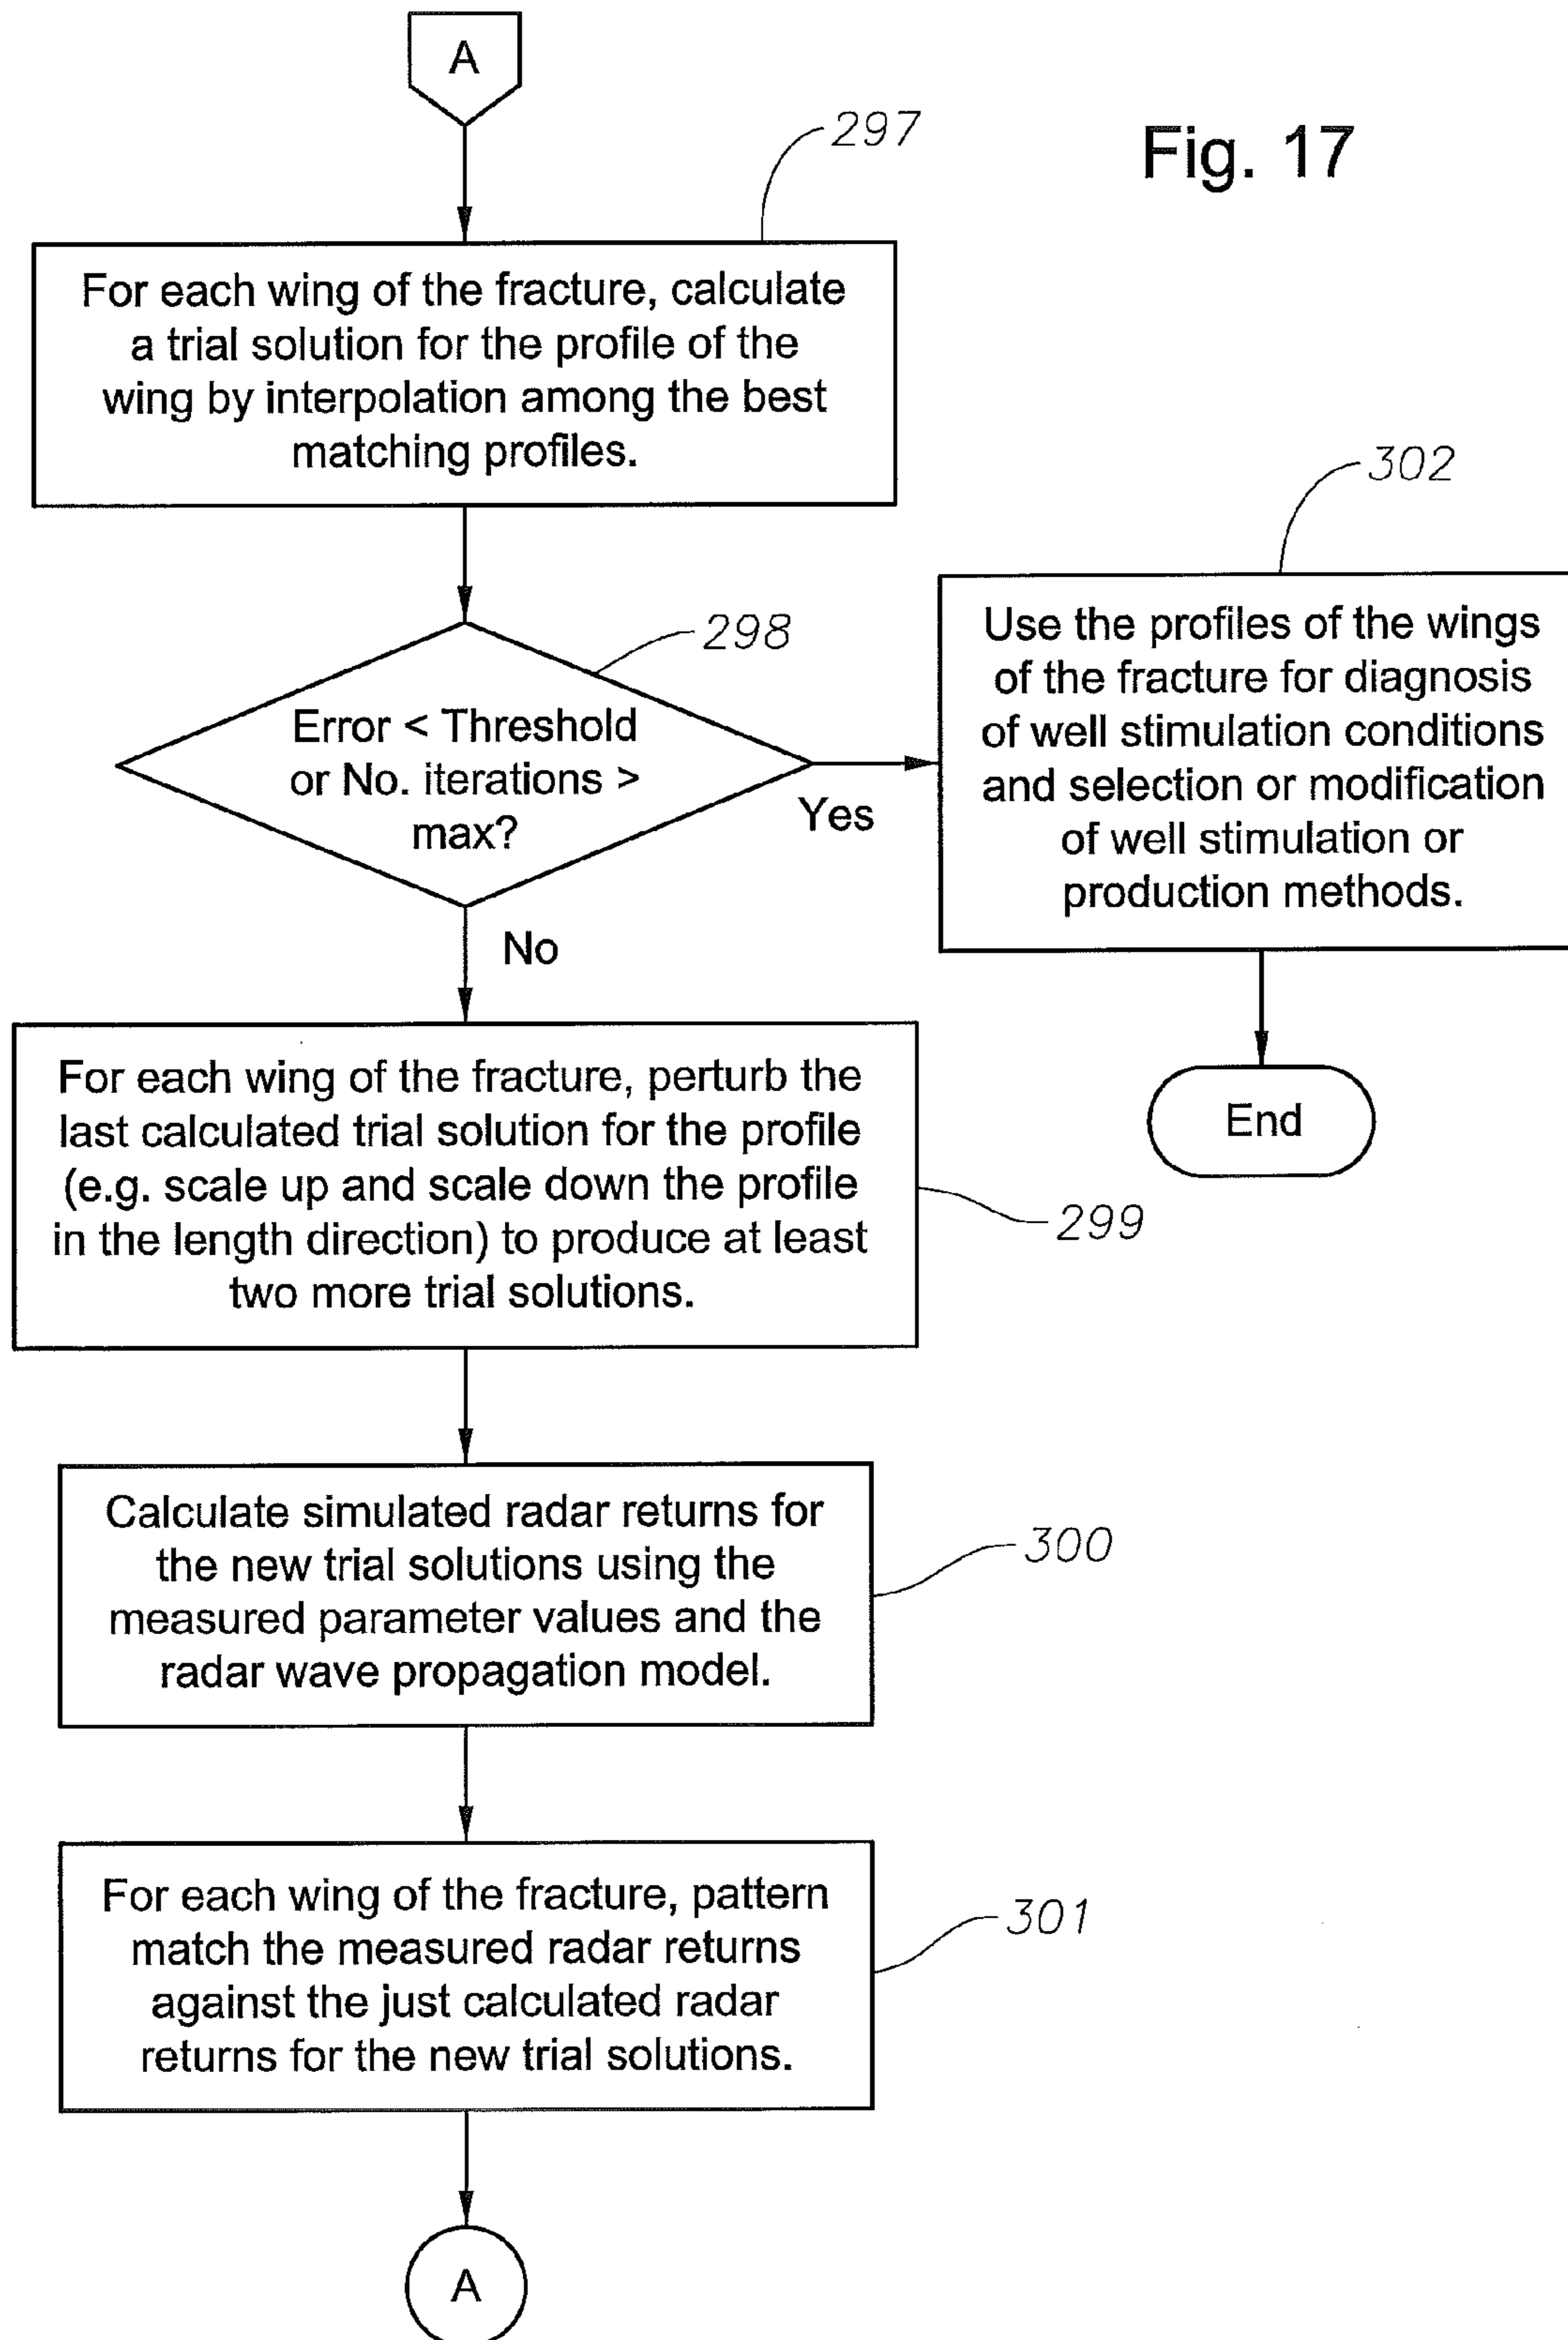 A
297
Fig. 17
For each wing of the fracture, calculate
a trial solution for the profile of the
wing by interpolation among the best
matching profiles.
302
298
Error < Threshold
or No. iterations >
max?
Yes
Use the profiles of the wings
of the fracture for diagnosis
of well stimulation conditions
and selection or modification
of well stimulation or
production methods.
No
End
For each wing of the fracture, perturb the
last calculated trial solution for the profile
(e.g. scale up and scale down the profile
in the length direction) to produce at least
two more trial solutions.
299
Calculate simulated radar returns for
the new trial solutions using the
measured parameter values and the
radar wave propagation model.
300
For each wing of the fracture, pattern
match the measured radar returns
against the just calculated radar
returns for the new trial solutions.
301
A